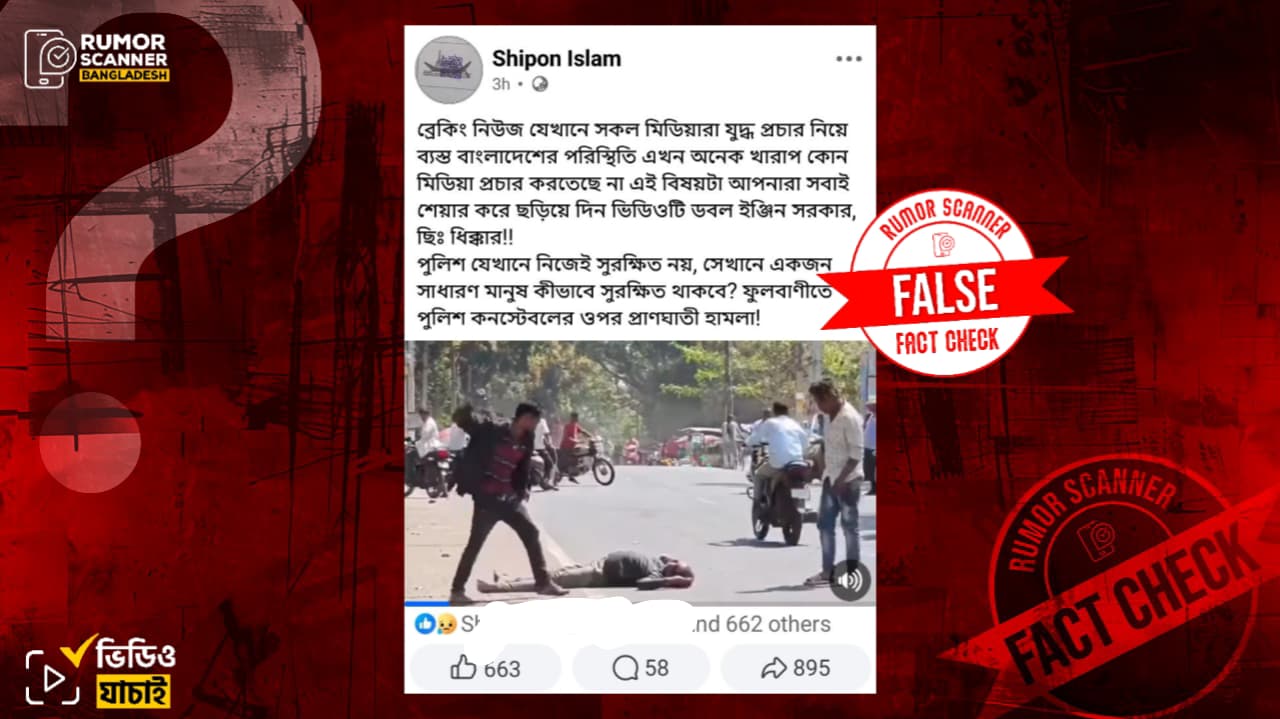 RUMOR
SCANNER
BANGLADESH
Shipon Islam
3h
ব্রেকিং নিউজ যেখানে সকল মিডিয়ারা যুদ্ধ প্রচার নিয়ে
ব্যস্ত বাংলাদেশের পরিস্থিতি এখন অনেক খারাপ কোন
মিডিয়া প্রচার করতেছে না এই বিষয়টা আপনারা সবাই
শেয়ার করে ছড়িয়ে দিন ভিডিওটি ডবল ইঞ্জিন সরকার,
ছিঃ ধিক্কার!!
পুলিশ যেখানে নিজেই সুরক্ষিত নয়, সেখানে একজন
সাধারণ মানুষ কীভাবে সুরক্ষিত থাকবে? ফুলবাণীতে
পুলিশ কনস্টেবলের ওপর প্রাণঘাতী হামলা!
RUMOR SCANNER
FALSE
FACT CHECK
and 662 others
663
58
895
RUMOR SCANNER
FACT CHECK
ভিডিও
যাচাই